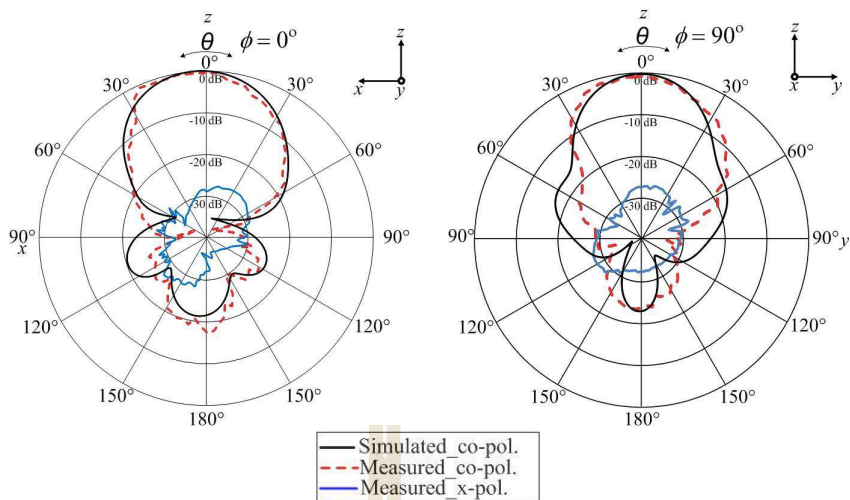 z
θ ϕ = 0°
0°
0 dB
-10 dB
-20 dB
-30 dB
30°
30°
60°
60°
90°
x
90°
120°
120°
150°
150°
180°
z
x
y
z
θ ϕ = 90°
0°
0 dB
-10 dB
-20 dB
-30 dB
30°
30°
60°
60°
90°
90° y
120°
120°
150°
150°
180°
z
x
y
Simulated_co-pol.
Measured_co-pol.
Measured_x-pol.